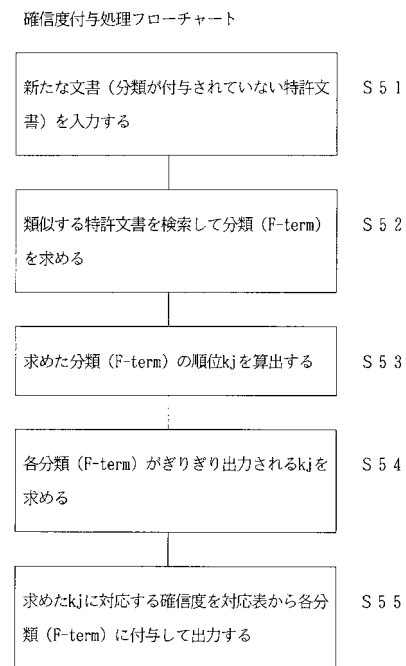 確信度付与処理フローチャート
新たな文書（分類が付与されていない特許文
書）を入力する
S51
類似する特許文書を検索して分類（F-term）
を求める
S52
求めた分類（F-term）の順位kjを算出する
S53
各分類（F-term）がぎりぎり出力されるkjを
求める
S54
求めたkjに対応する確信度を対応表から各分
類（F-term）に付与して出力する
S55